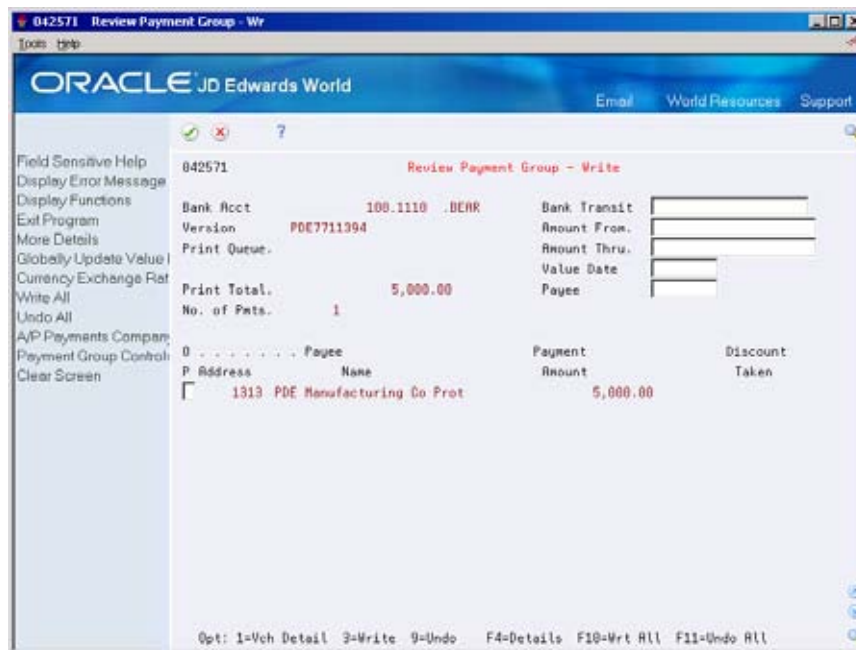 042571 Review Payment Group - Wr
Tools Help
ORACLE JD Edwards World
Email World Resources Support
?
Field Sensitive Help
Display Error Message
Display Functions
Exit Program
More Details
Globally Update Value
Currency Exchange Rat
Write All
Undo All
A/P Payments Company
Payment Group Controls
Clear Screen
042571 Review Payment Group - Write
Bank Acct 100.1110 .BEAR Bank Transit
Version PDE7711394 Amount From.
Print Queue. Amount Thru.
Value Date
Print Total. 5,000.00 Payee
No. of Pmts. 1
O . . . . . . . Payee Payment Discount
P Address Name Amount Taken
1313 PDE Manufacturing Co Prot 5,000.00
Opt: 1=Vch Detail 3=Write 9=Undo F4=Details F10=Wrt All F11=Undo All